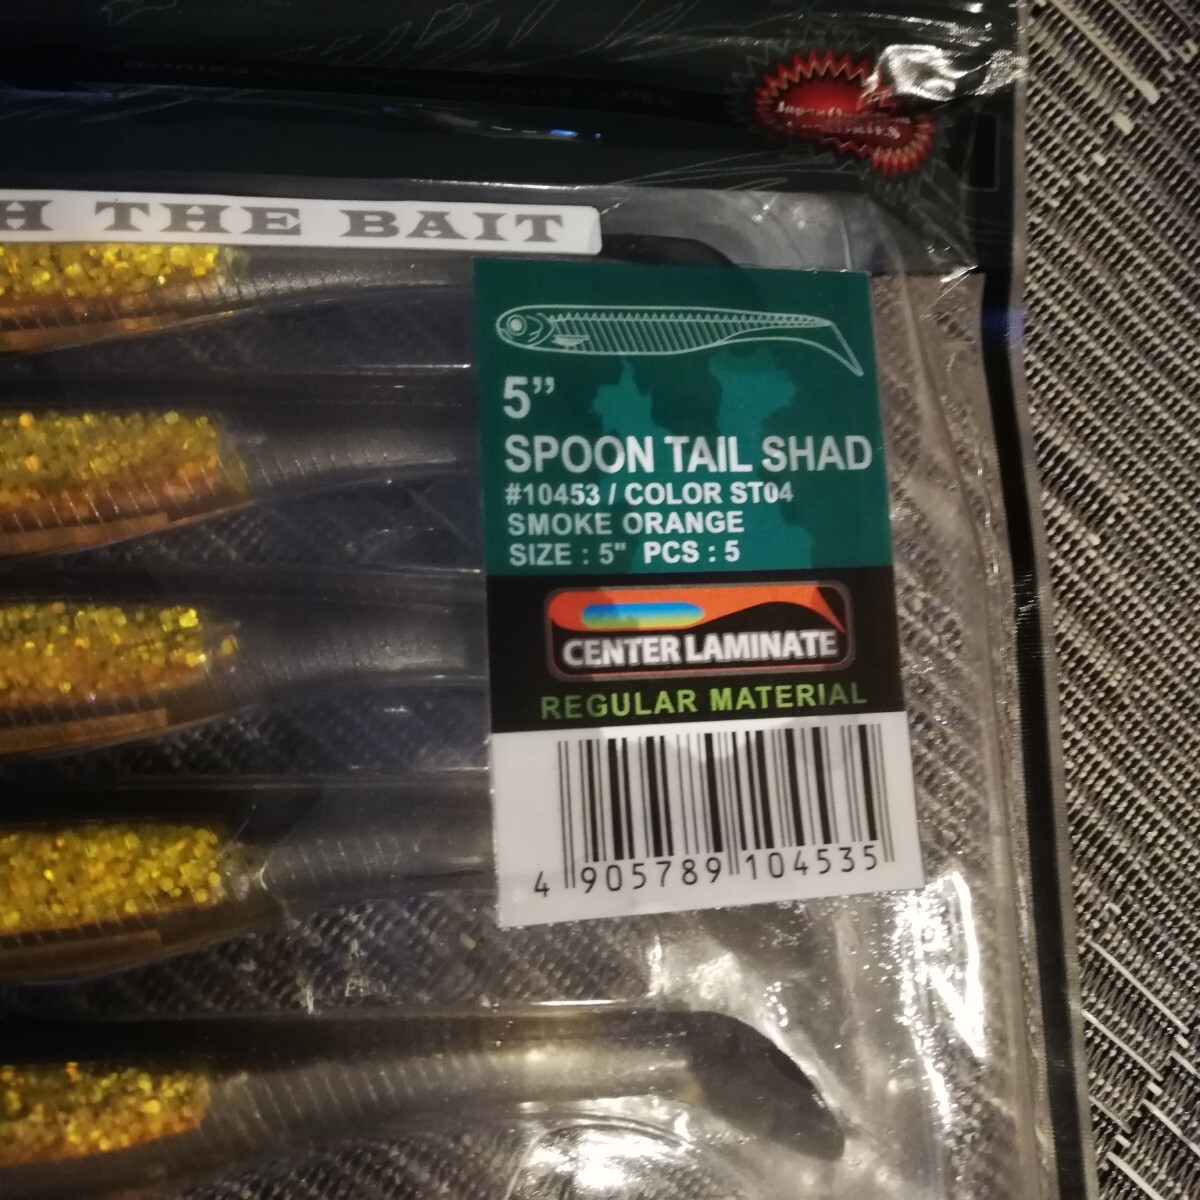 H THE BAIT
5”
SPOON TAIL SHAD
#10453 / COLOR ST04
SMOKE ORANGE
SIZE : 5" PCS : 5
CENTER LAMINATE
REGULAR MATERIAL
4 905789 104535